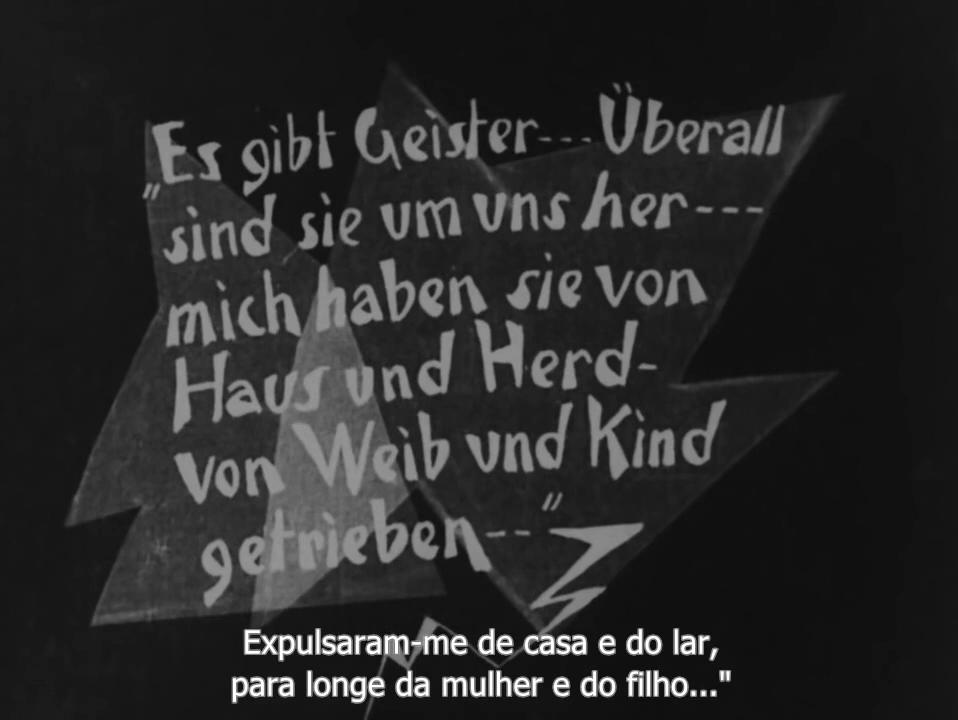 "Es gibt Geister--- Überall
sind sie um uns her---
mich haben sie von
Haus und Herd-
von Weib und Kind
getrieben--"
Expulsaram-me de casa e do lar,
para longe da mulher e do filho..."